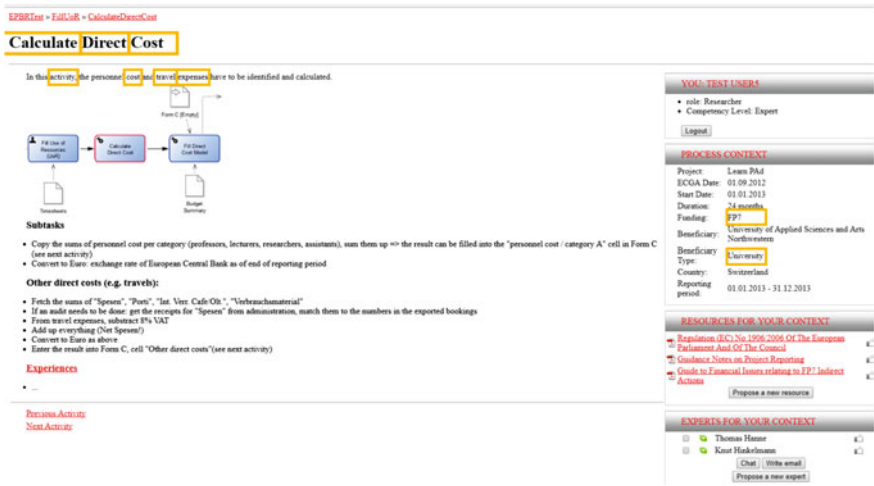 EPBRTest » FillUoR » CalculateDirectCost
Calculate Direct Cost
In this activity, the personnel cost and travel expenses have to be identified and calculated.
Form C [Empty]
Fill Use of Resources (UoR)
Calculate Direct Cost
Fill Direct Cost Model
Timesheets
Budget Summary
Subtasks
• Copy the sums of personnel cost per category (professors, lecturers, researchers, assistants), sum them up => the result can be filled into the "personnel cost / category A" cell in Form C
(see next activity)
• Convert to Euro: exchange rate of European Central Bank as of end of reporting period
Other direct costs (e.g. travels):
• Fetch the sums of "Spesen", "Porti", "Int. Verr. Cafe/Olt.", "Verbrauchsmaterial"
• If an audit needs to be done: get the receipts for "Spesen" from administration, match them to the numbers in the exported bookings
• From travel expenses, substract 8% VAT
• Add up everything (Net Spesen!)
• Convert to Euro as above
• Enter the result into Form C, cell "Other direct costs"(see next activity)
Experiences
• ...
Previous Activity
Next Activity
YOU: TEST USER5
• role: Researcher
• Competency Level: Expert
Logout
PROCESS CONTEXT
Project: Learn PAd
ECGA Date: 01.09.2012
Start Date: 01.01.2013
Duration: 24 months
Funding: FP7
Beneficiary: University of Applied Sciences and Arts
Northwestern
Beneficiary
Type: University
Country: Switzerland
Reporting
period: 01.01.2013 - 31.12.2013
RESOURCES FOR YOUR CONTEXT
Regulation (EC) No 1906/2006 Of The European
Parliament And Of The Council
Guidance Notes on Project Reporting
Guide to Financial Issues relating to FP7 Indirect
Actions
Propose a new resource
EXPERTS FOR YOUR CONTEXT
Thomas Hanne
Knut Hinkelmann
Chat Write email
Propose a new expert